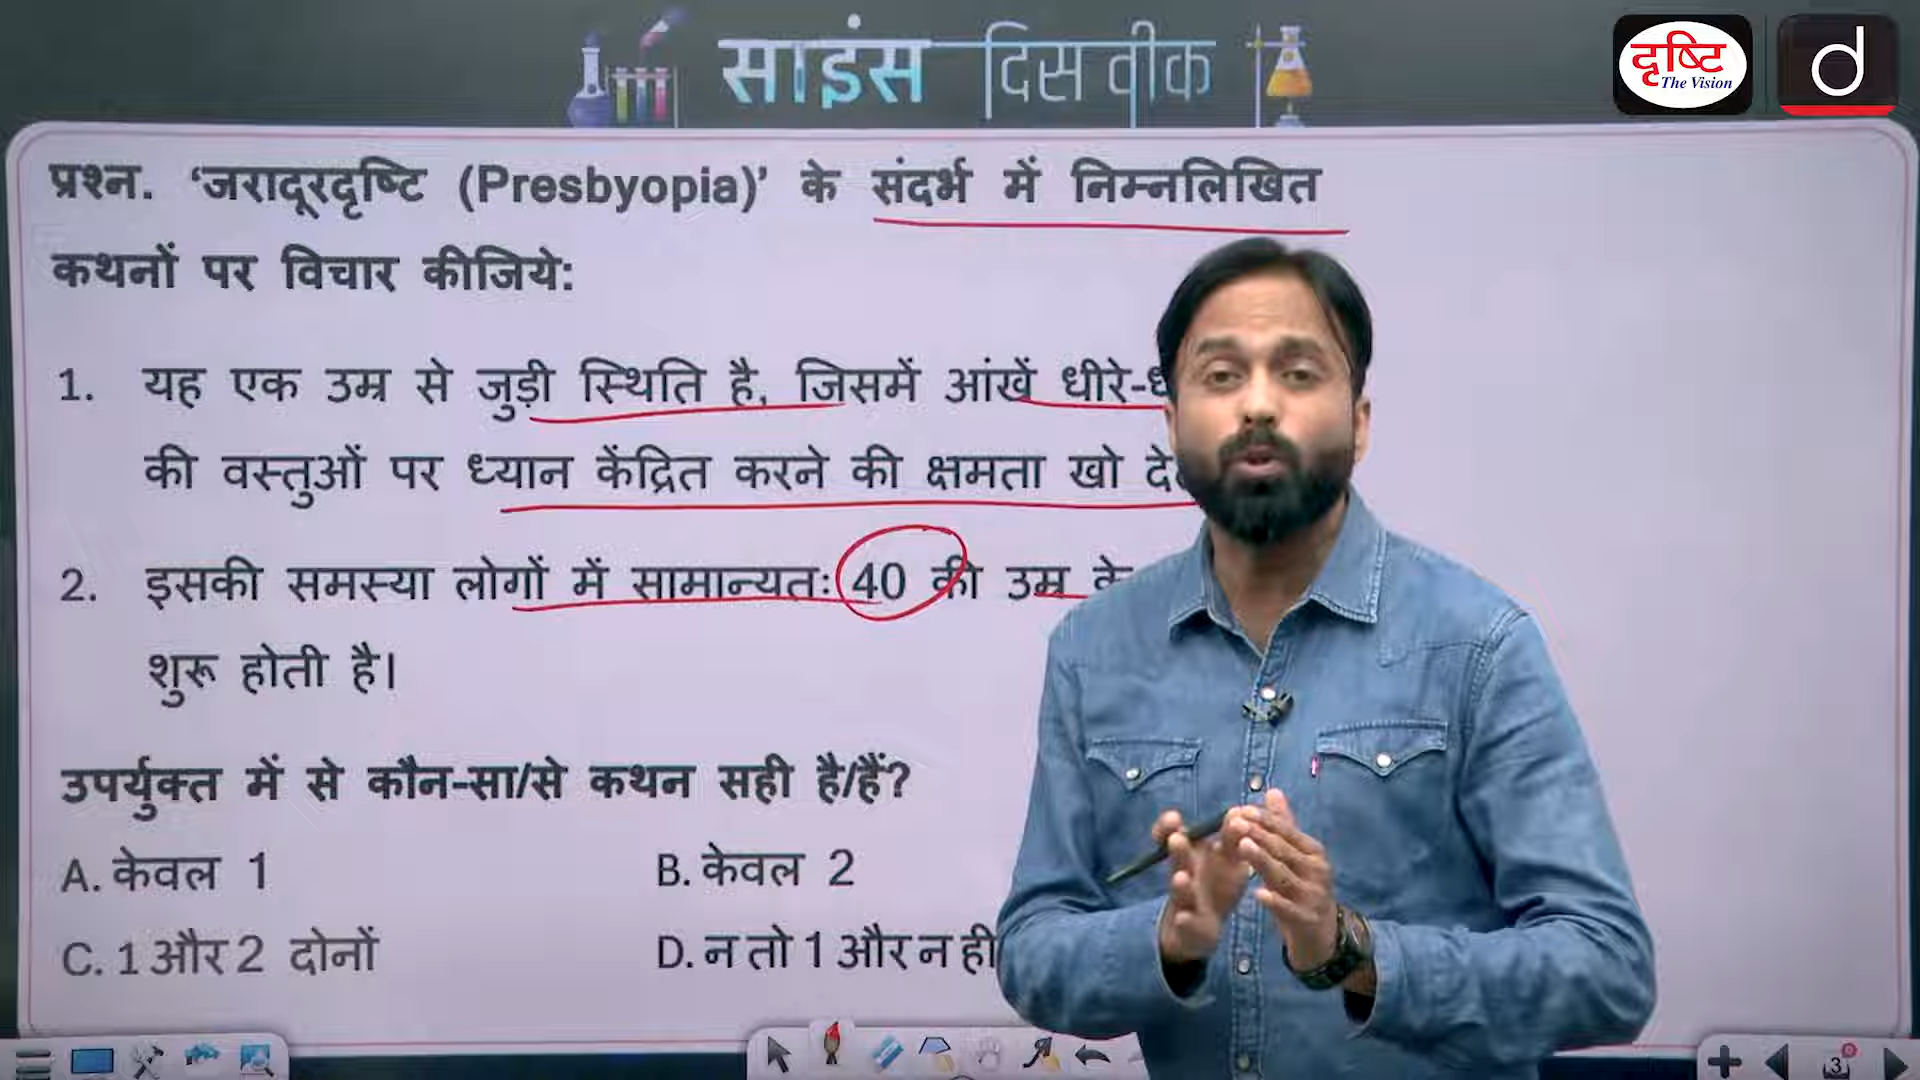 साइंस दिस वीक
दृष्टि
The Vision
d
प्रश्न. ‘जरादूरदृष्टि (Presbyopia)’ के संदर्भ में निम्नलिखित
कथनों पर विचार कीजिये:
1. यह एक उम्र से जुड़ी स्थिति है, जिसमें आंखें धीरे-
की वस्तुओं पर ध्यान केंद्रित करने की क्षमता खो
2. इसकी समस्या लोगों में सामान्यतः 40 की उम्र
शुरू होती है।
उपर्युक्त में से कौन-सा/से कथन सही है/हैं?
A. केवल 1
B. केवल 2
C. 1 और 2 दोनों
D. न तो 1 और न ही
3